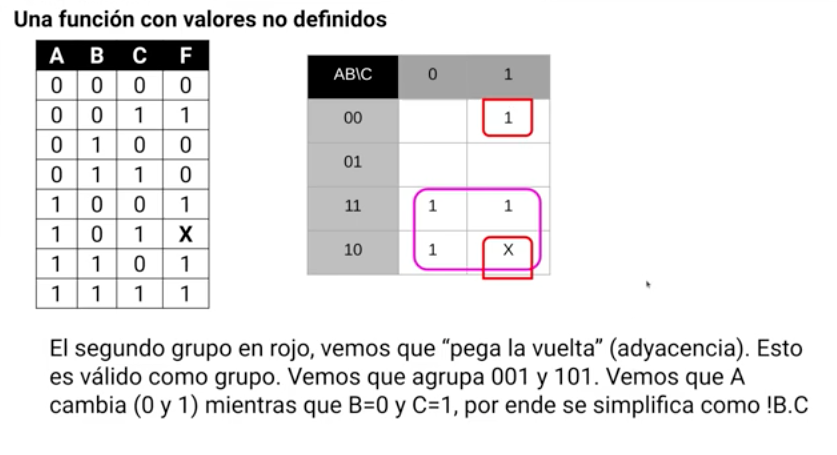 Una función con valores no definidos
A B C F
0 0 0 0
0 0 1 1
0 1 0 0
0 1 1 0
1 0 0 1
1 0 1 X
1 1 0 1
1 1 1 1
AB\C 0 1
00 1
01
11 1 1
10 1 X
El segundo grupo en rojo, vemos que “pega la vuelta” (adyacencia). Esto
es válido como grupo. Vemos que agrupa 001 y 101. Vemos que A
cambia (0 y 1) mientras que B=0 y C=1, por ende se simplifica como !B.C